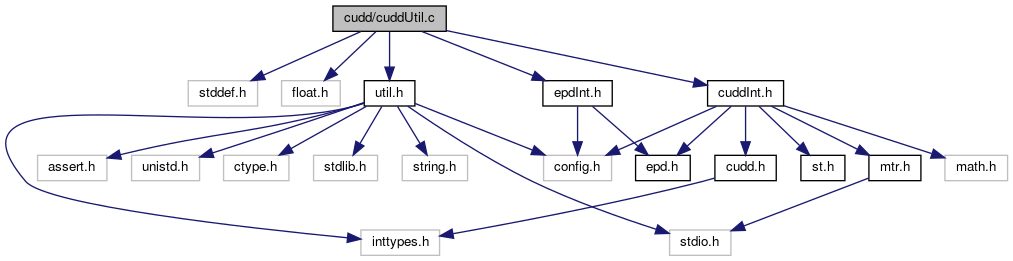 cudd/cuddUtil.c
stddef.h
float.h
util.h
epdInt.h
cuddInt.h
assert.h
unistd.h
ctype.h
stdlib.h
string.h
config.h
epd.h
cudd.h
st.h
mtr.h
math.h
inttypes.h
stdio.h